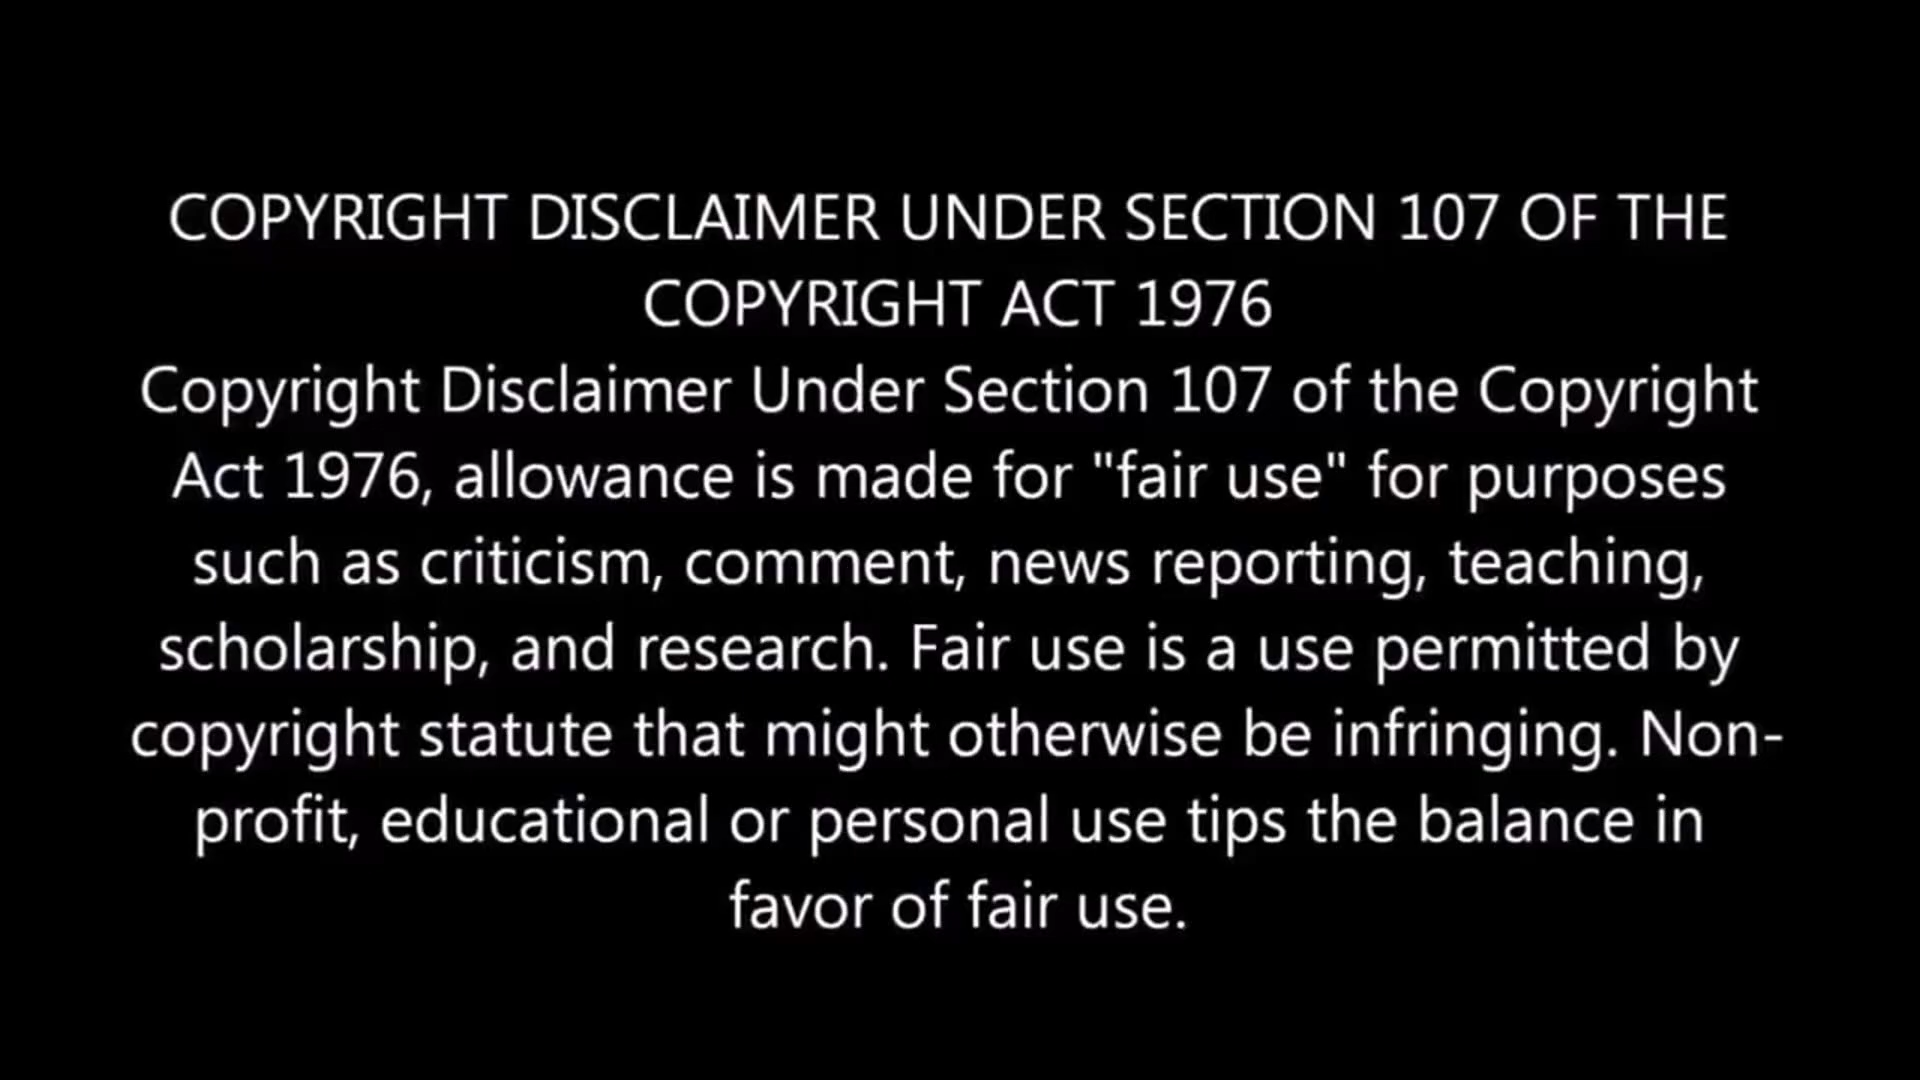 COPYRIGHT DISCLAIMER UNDER SECTION 107 OF THE
COPYRIGHT ACT 1976
Copyright Disclaimer Under Section 107 of the Copyright
Act 1976, allowance is made for "fair use" for purposes
such as criticism, comment, news reporting, teaching,
scholarship, and research. Fair use is a use permitted by
copyright statute that might otherwise be infringing. Non-
profit, educational or personal use tips the balance in
favor of fair use.